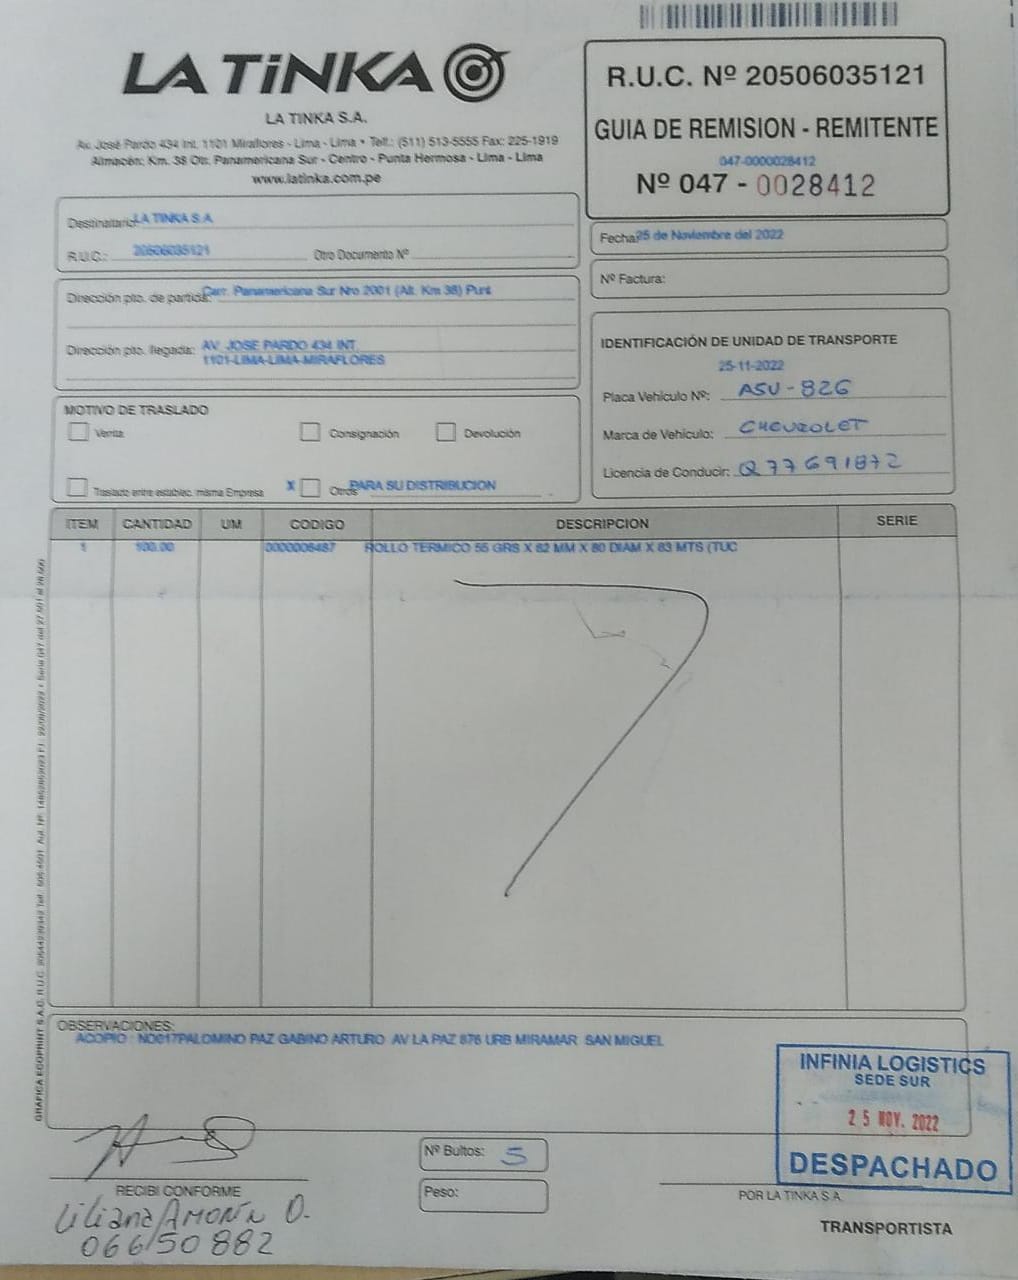 LA TiNKA
LA TINKA S.A.
Av. José Pardo 434 Int. 1101 Miraflores - Lima - Lima • Telf.: (511) 513-5555 Fax: 225-1919
Almacén: Km. 38 Otr. Panamericana Sur - Centro - Punta Hermosa - Lima - Lima
www.latinka.com.pe
R.U.C. Nº 20506035121
GUIA DE REMISION - REMITENTE
047-0000028412
Nº 047 - 0028412
Destinatario: LA TINKA S.A
R.U.C.: 20506035121 Otro Documento Nº
Fecha: 25 de Noviembre del 2022
Nº Factura:
Dirección pto. de partida: Carr. Panamericana Sur Nro 2001 (Alt. Km 38) Punt
Dirección pto. llegada: AV. JOSE PARDO 434 INT.
1101-LIMA-LIMA-MIRAFLORES
IDENTIFICACIÓN DE UNIDAD DE TRANSPORTE
25-11-2022
Placa Vehículo Nº: ASU-826
Marca de Vehículo: CHEVROLET
Licencia de Conducir: Q77691872
MOTIVO DE TRASLADO
Venta Consignación Devolución
Traslado entre establec. misma Empresa X Otros PARA SU DISTRIBUCION
ITEM CANTIDAD UM CODIGO DESCRIPCION SERIE
1 500.00 0000006487 ROLLO TERMICO 55 GRS X 82 MM X 80 DIAM X 83 MTS (TUC
OBSERVACIONES:
ACOPIO : NO017PALOMINO PAZ GABINO ARTURO AV LA PAZ 876 URB MIRAMAR SAN MIGUEL
INFINIA LOGISTICS
SEDE SUR
25 NOV. 2022
DESPACHADO
Nº Bultos: 5
Peso:
RECIBI CONFORME
Liliana Amorín O.
06650882
POR LA TINKA S.A.
TRANSPORTISTA